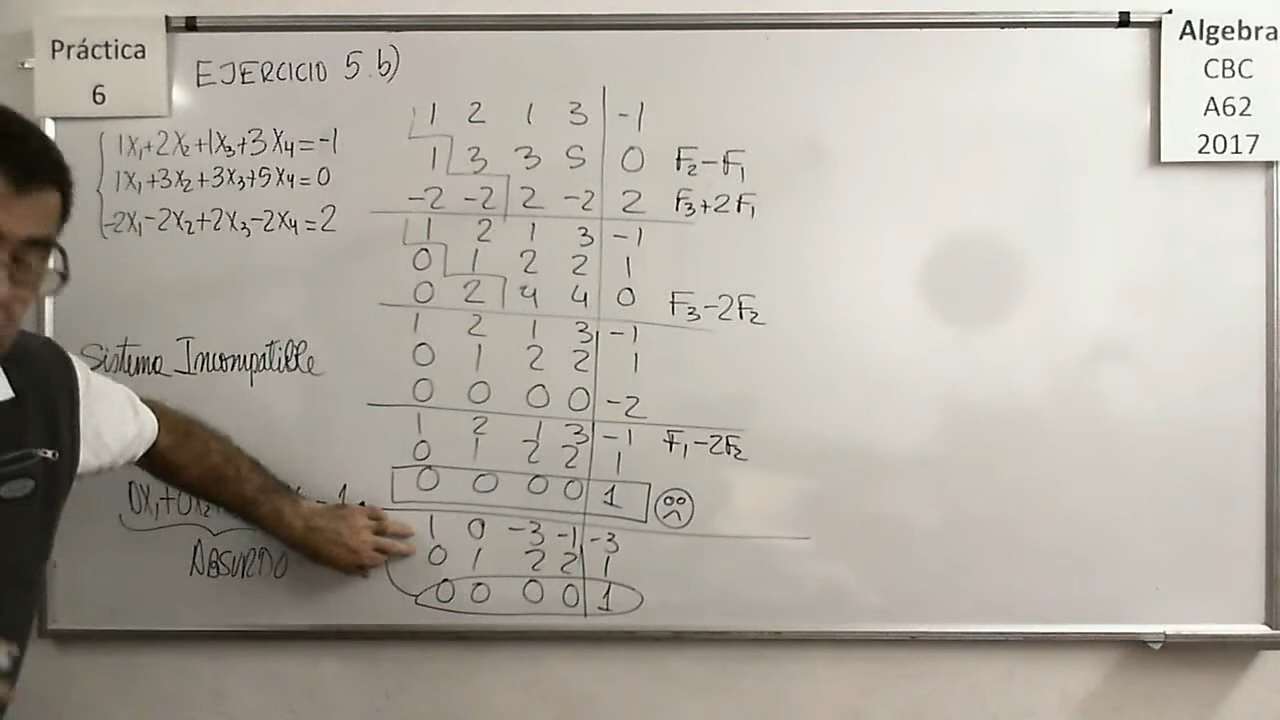 Práctica
6
Algebra
CBC
A62
2017
EJERCICIO 5.b)
1x₁+2x₂+1x₃+3x₄=-1
1x₁+3x₂+3x₃+5x₄=0
-2x₁-2x₂+2x₃-2x₄=2
Sistema Incompatible
0x₁+0x₂+
ABSURDO
1 2 1 3 | -1
1 3 3 5 | 0 F₂-F₁
-2 -2 2 -2 | 2 F₃+2F₁
1 2 1 3 | -1
0 1 2 2 | 1
0 2 4 4 | 0 F₃-2F₂
1 2 1 3 | -1
0 1 2 2 | 1
0 0 0 0 | -2
1 2 1 3 | -1 F₁-2F₂
0 1 2 2 | 1
0 0 0 0 | 1
1 0 -3 -1 | -3
0 1 2 2 | 1
0 0 0 0 | 1